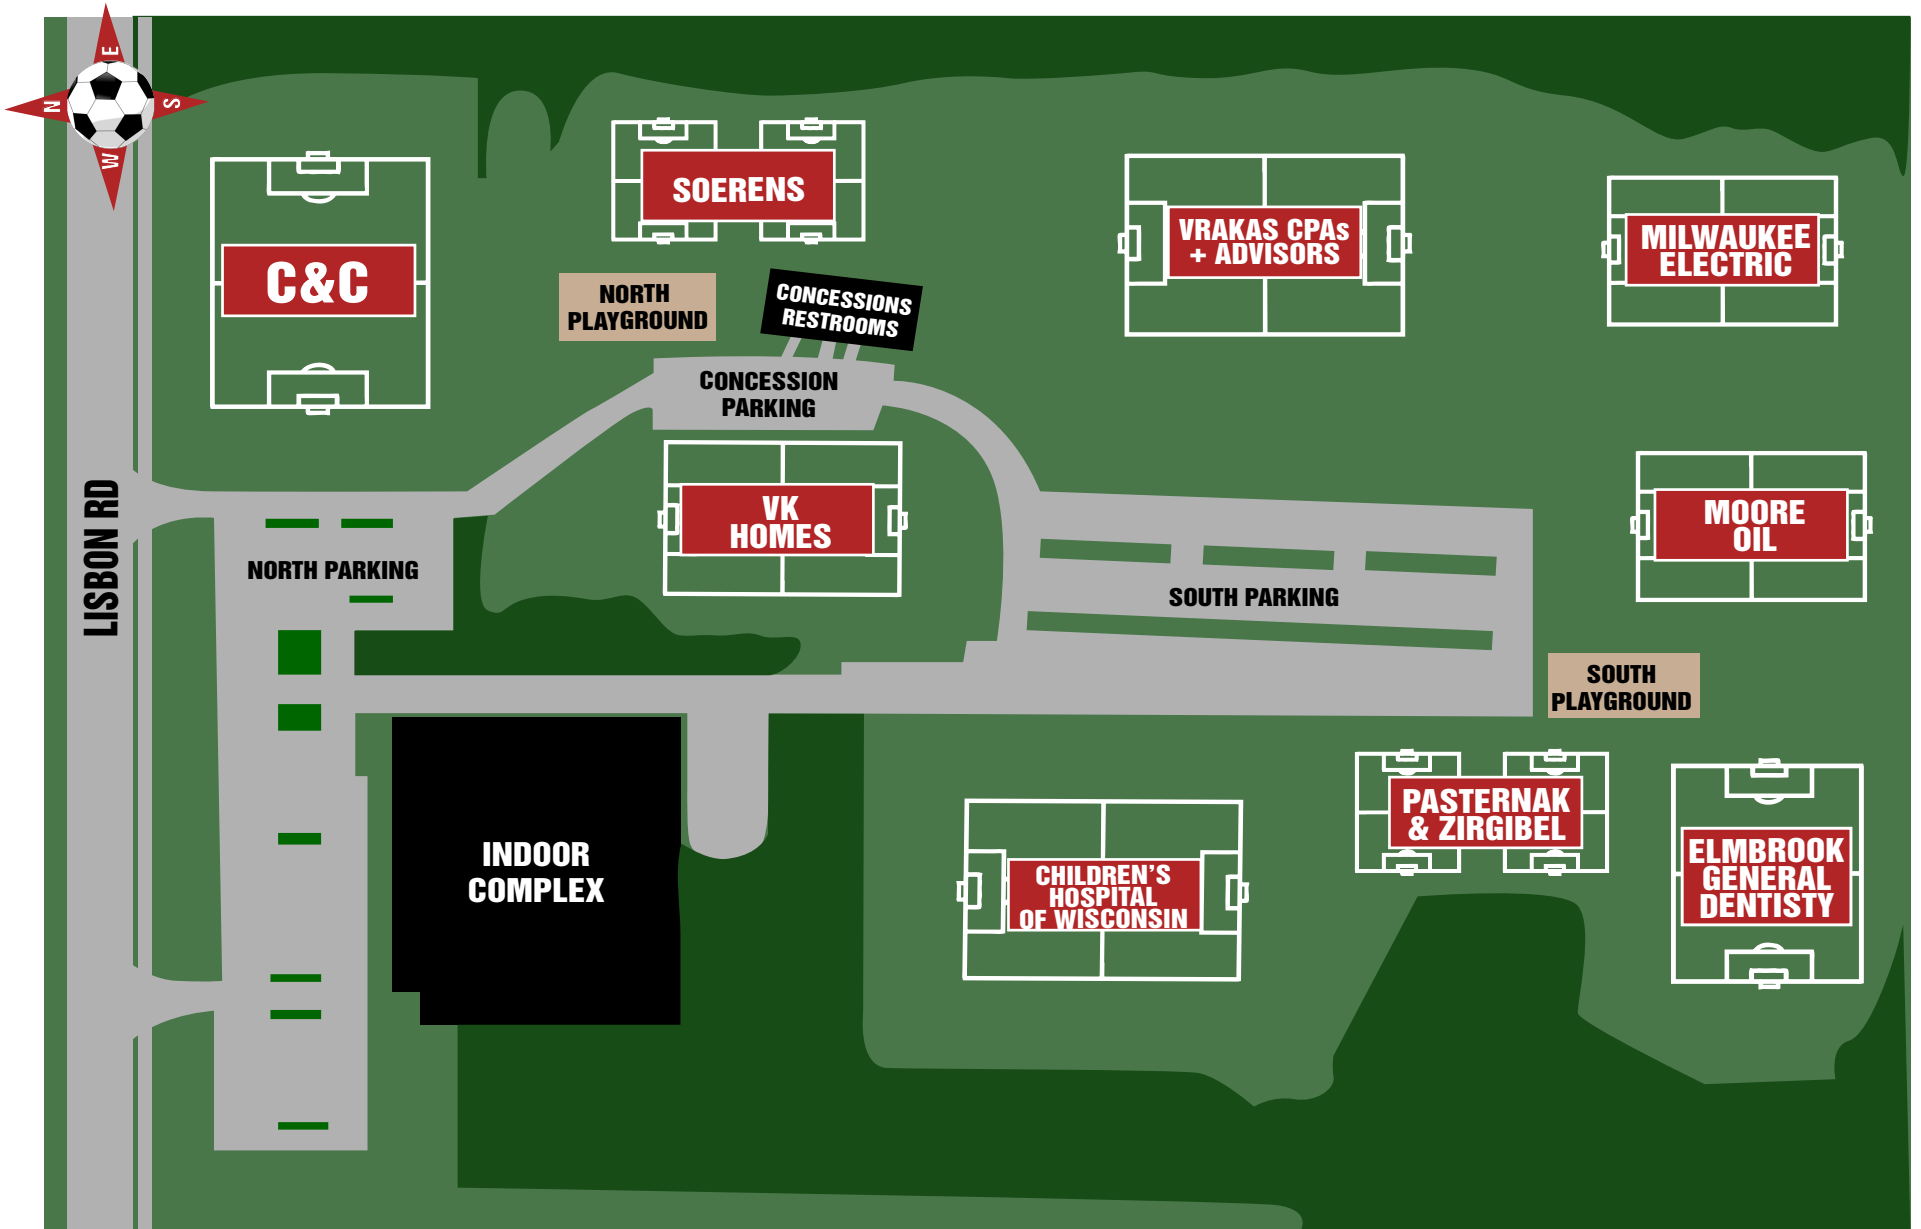 E
N
S
W
LISBON RD
C&C
SOERENS
VRAKAS CPAs
+ ADVISORS
MILWAUKEE
ELECTRIC
NORTH
PLAYGROUND
CONCESSIONS
RESTROOMS
CONCESSION
PARKING
VK
HOMES
MOORE
OIL
NORTH PARKING
SOUTH PARKING
SOUTH
PLAYGROUND
INDOOR
COMPLEX
CHILDREN'S
HOSPITAL
OF WISCONSIN
PASTERNAK
& ZIRGIBEL
ELMBROOK
GENERAL
DENTISTY